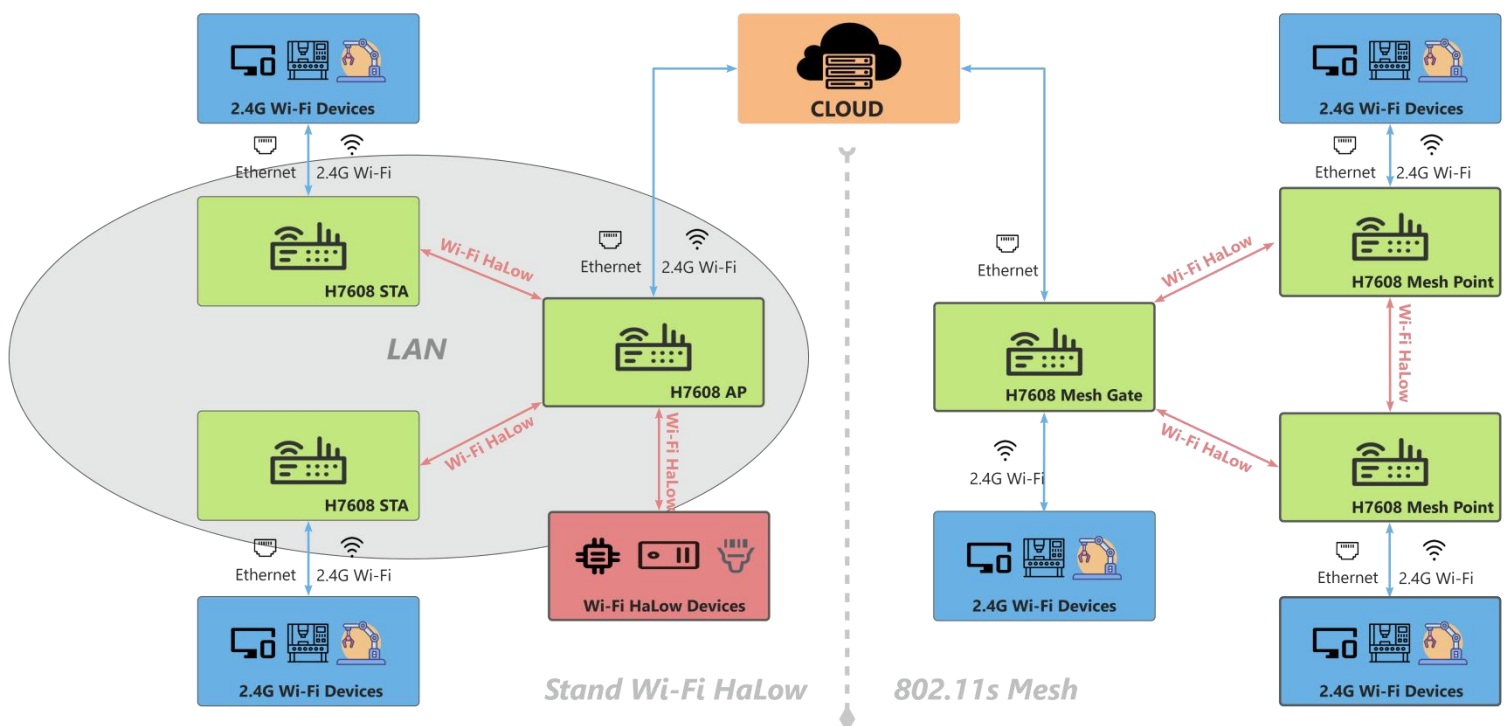 2.4G Wi-Fi Devices
Ethernet
2.4G Wi-Fi
H7608 STA
Wi-Fi HaLow
LAN
Ethernet
2.4G Wi-Fi
H7608 AP
Wi-Fi HaLow
Wi-Fi HaLow
H7608 STA
Ethernet
2.4G Wi-Fi
2.4G Wi-Fi Devices
Wi-Fi HaLow Devices
Stand Wi-Fi HaLow
CLOUD
2.4G Wi-Fi Devices
Ethernet
2.4G Wi-Fi
H7608 Mesh Point
Ethernet
Wi-Fi HaLow
H7608 Mesh Gate
Wi-Fi HaLow
Wi-Fi HaLow
H7608 Mesh Point
2.4G Wi-Fi
2.4G Wi-Fi Devices
Ethernet
2.4G Wi-Fi
2.4G Wi-Fi Devices
802.11s Mesh